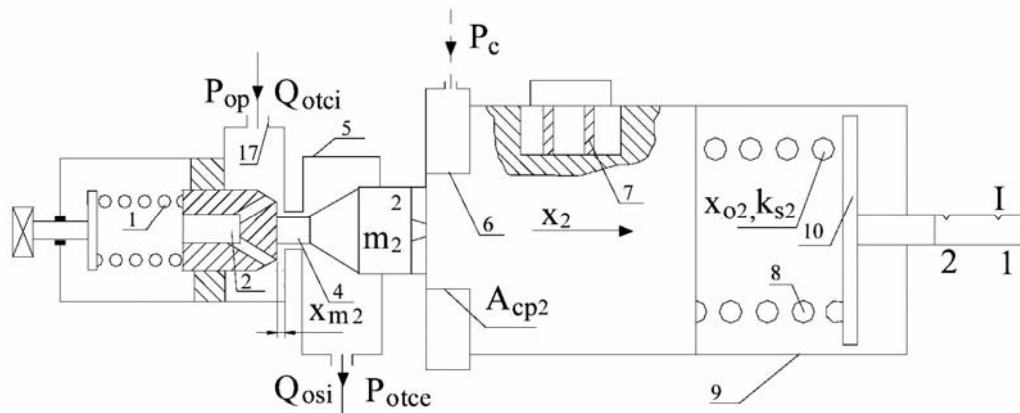 P_c
P_op Q_otci
5
17
2
7
1
m_2
6
x_2
x_o2, k_s2
10
I
2
4
x_m2
A_cp2
8
2 1
Q_osi P_otce
9